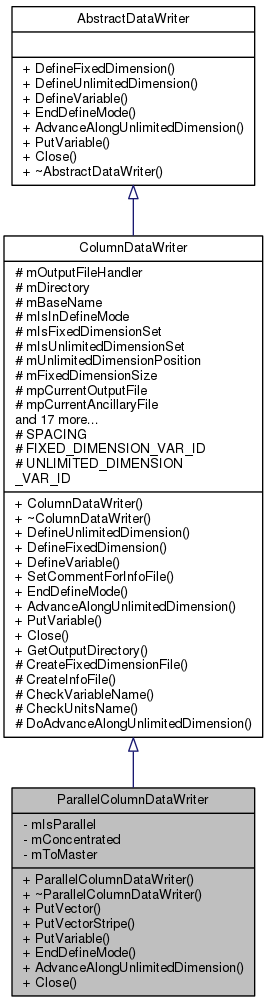 AbstractDataWriter
+ DefineFixedDimension()
+ DefineUnlimitedDimension()
+ DefineVariable()
+ EndDefineMode()
+ AdvanceAlongUnlimitedDimension()
+ PutVariable()
+ Close()
+ ~AbstractDataWriter()
ColumnDataWriter
# mOutputFileHandler
# mDirectory
# mBaseName
# mIsInDefineMode
# mIsFixedDimensionSet
# mIsUnlimitedDimensionSet
# mUnlimitedDimensionPosition
# mFixedDimensionSize
# mpCurrentOutputFile
# mpCurrentAncillaryFile
and 17 more...
# SPACING
# FIXED_DIMENSION_VAR_ID
# UNLIMITED_DIMENSION
_VAR_ID
+ ColumnDataWriter()
+ ~ColumnDataWriter()
+ DefineUnlimitedDimension()
+ DefineFixedDimension()
+ DefineVariable()
+ SetCommentForInfoFile()
+ EndDefineMode()
+ AdvanceAlongUnlimitedDimension()
+ PutVariable()
+ Close()
+ GetOutputDirectory()
# CreateFixedDimensionFile()
# CreateInfoFile()
# CheckVariableName()
# CheckUnitsName()
# DoAdvanceAlongUnlimitedDimension()
ParallelColumnDataWriter
- mIsParallel
- mConcentrated
- mToMaster
+ ParallelColumnDataWriter()
+ ~ParallelColumnDataWriter()
+ PutVector()
+ PutVectorStripe()
+ PutVariable()
+ EndDefineMode()
+ AdvanceAlongUnlimitedDimension()
+ Close()